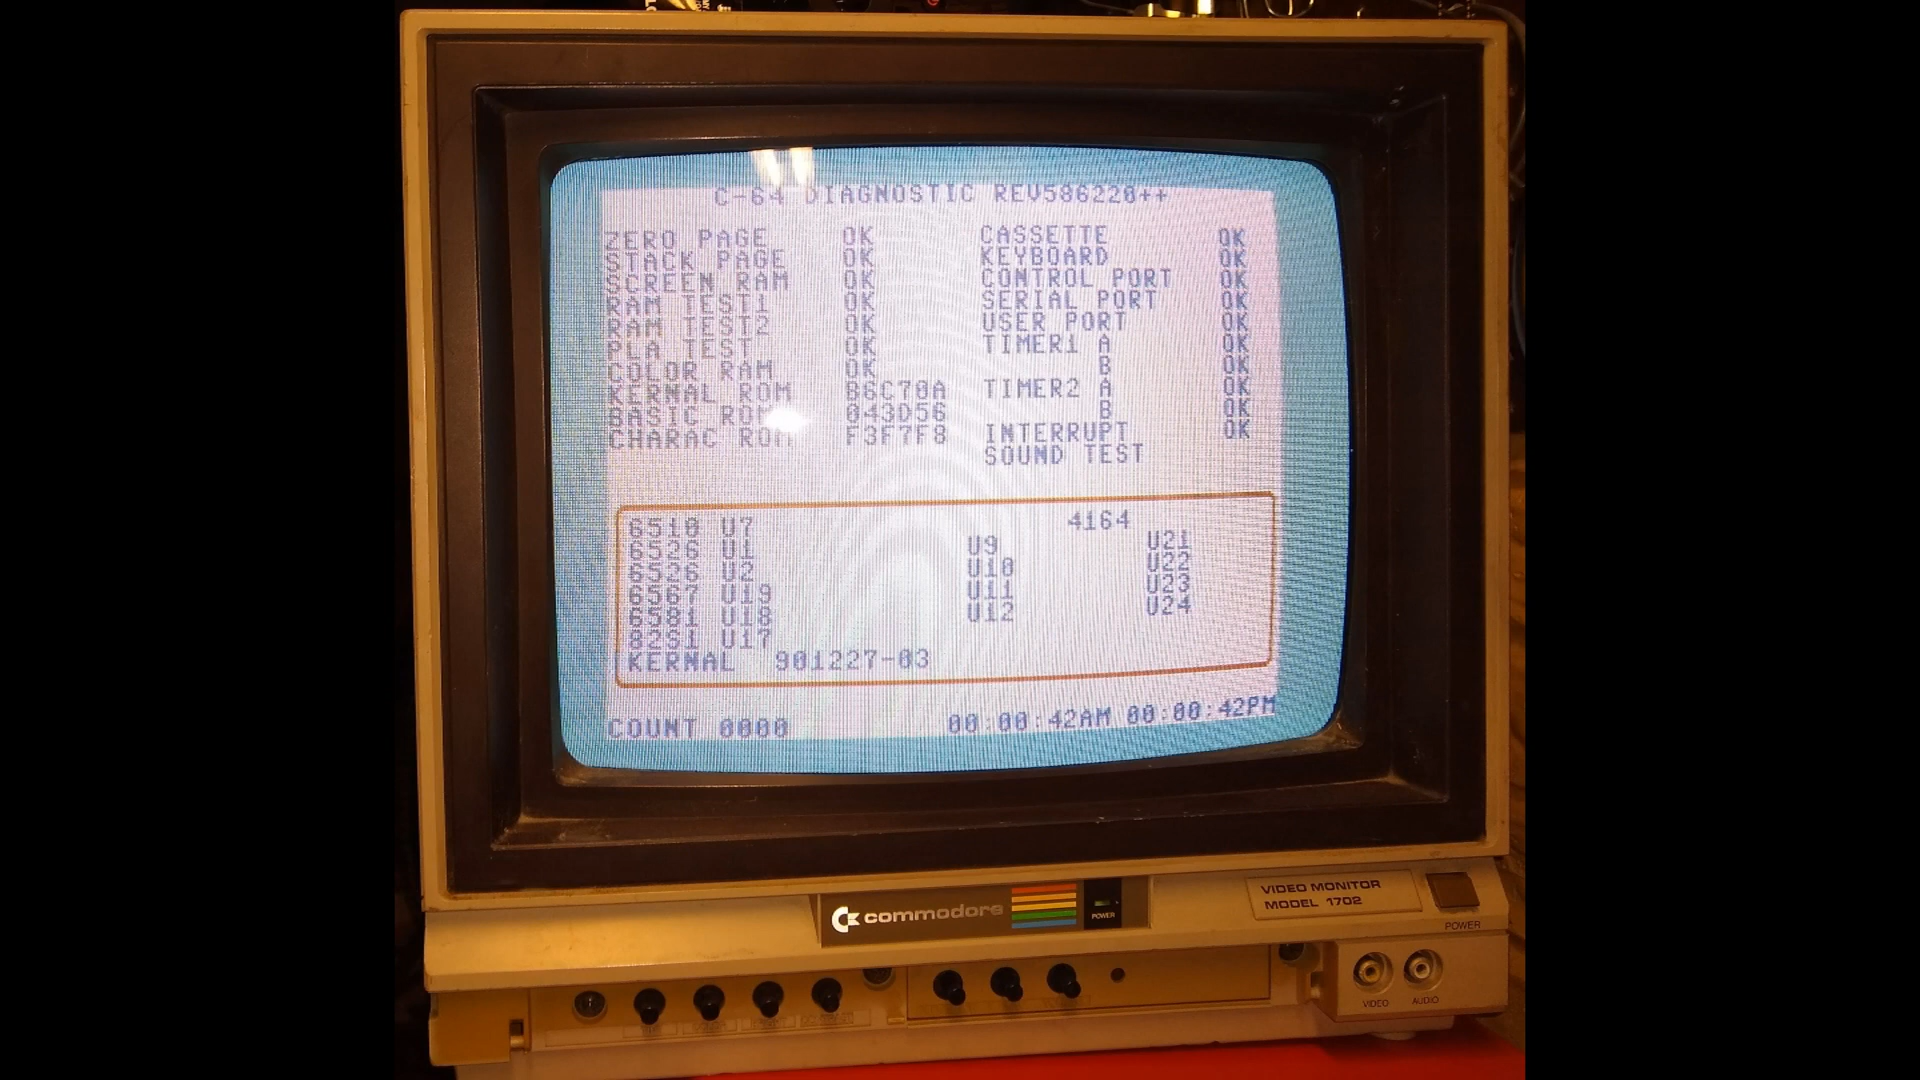 C-64 DIAGNOSTIC REV586220++
ZERO PAGE OK CASSETTE OK
STACK PAGE OK KEYBOARD OK
SCREEN RAM OK CONTROL PORT OK
RAM TEST1 OK SERIAL PORT OK
RAM TEST2 OK USER PORT OK
PLA TEST OK TIMER1 A OK
COLOR RAM OK B OK
KERNAL ROM B6C70A TIMER2 A OK
BASIC ROM 043D56 B OK
CHARAC ROM F3F7F8 INTERRUPT OK
SOUND TEST
6510 U7 4164
6526 U1 U9 U21
6526 U2 U10 U22
6567 U19 U11 U23
6581 U18 U12 U24
82S1 U17
KERNAL 901227-03
COUNT 0000 00:00:42AM 00:00:42PM
commodore
POWER
VIDEO MONITOR
MODEL 1702
POWER
VIDEO AUDIO